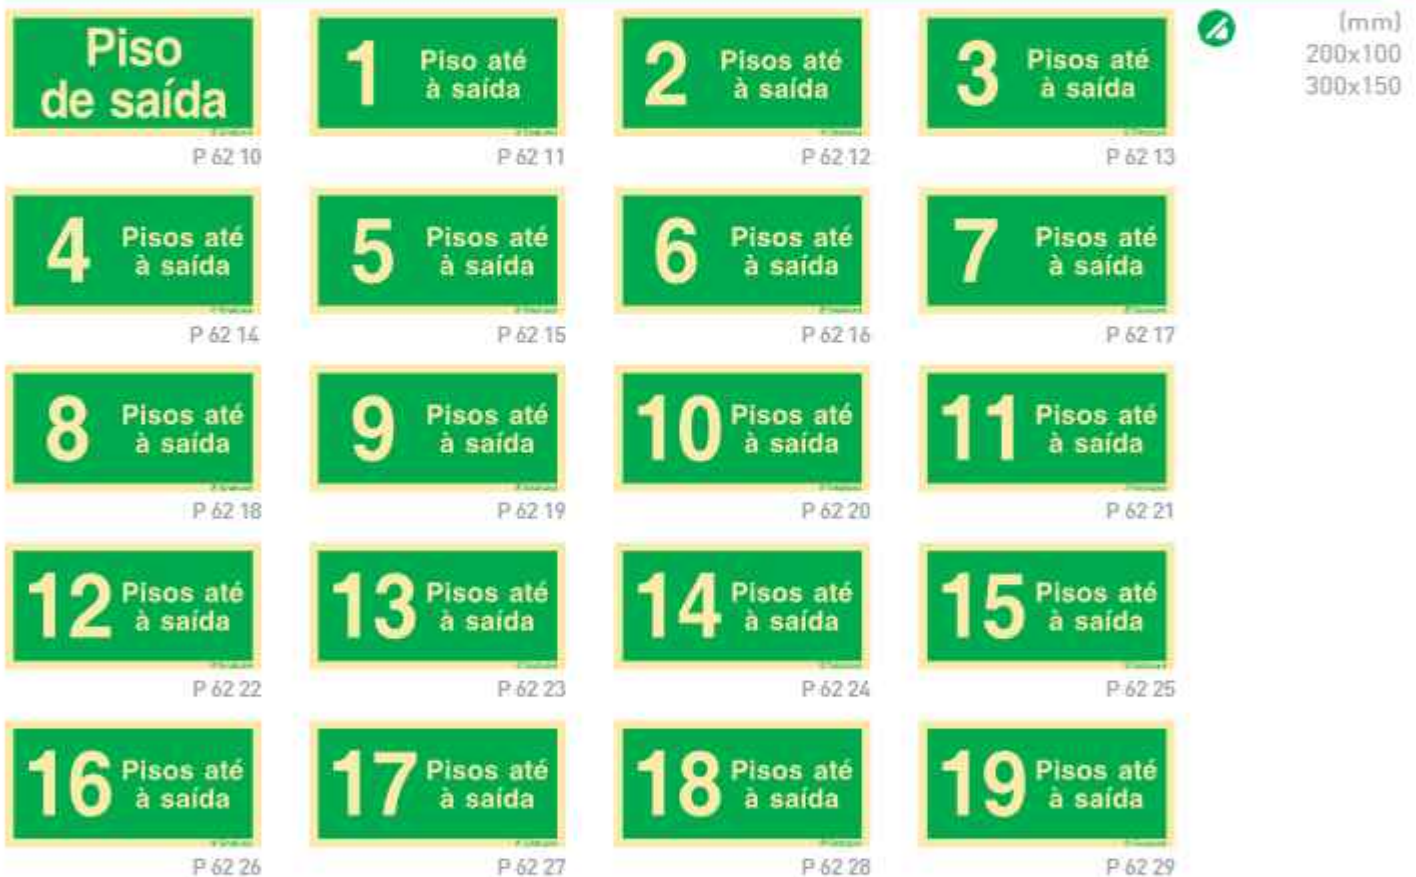 Piso
de saída
P 62 10
1 Piso até
à saída
P 62 11
2 Pisos até
à saída
P 62 12
3 Pisos até
à saída
P 62 13
(mm)
200x100
300x150
4 Pisos até
à saída
P 62 14
5 Pisos até
à saída
P 62 15
6 Pisos até
à saída
P 62 16
7 Pisos até
à saída
P 62 17
8 Pisos até
à saída
P 62 18
9 Pisos até
à saída
P 62 19
10 Pisos até
à saída
P 62 20
11 Pisos até
à saída
P 62 21
12 Pisos até
à saída
P 62 22
13 Pisos até
à saída
P 62 23
14 Pisos até
à saída
P 62 24
15 Pisos até
à saída
P 62 25
16 Pisos até
à saída
P 62 26
17 Pisos até
à saída
P 62 27
18 Pisos até
à saída
P 62 28
19 Pisos até
à saída
P 62 29